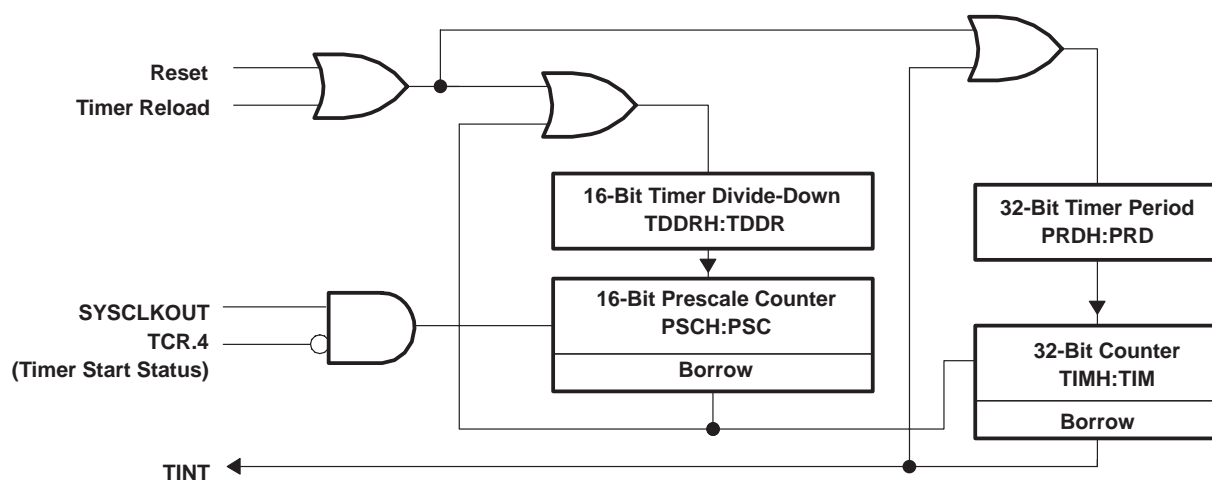 Reset
Timer Reload
16-Bit Timer Divide-Down
TDDRH:TDDR
32-Bit Timer Period
PRDH:PRD
SYSCLKOUT
TCR.4
(Timer Start Status)
16-Bit Prescale Counter
PSCH:PSC
Borrow
32-Bit Counter
TIMH:TIM
Borrow
TINT